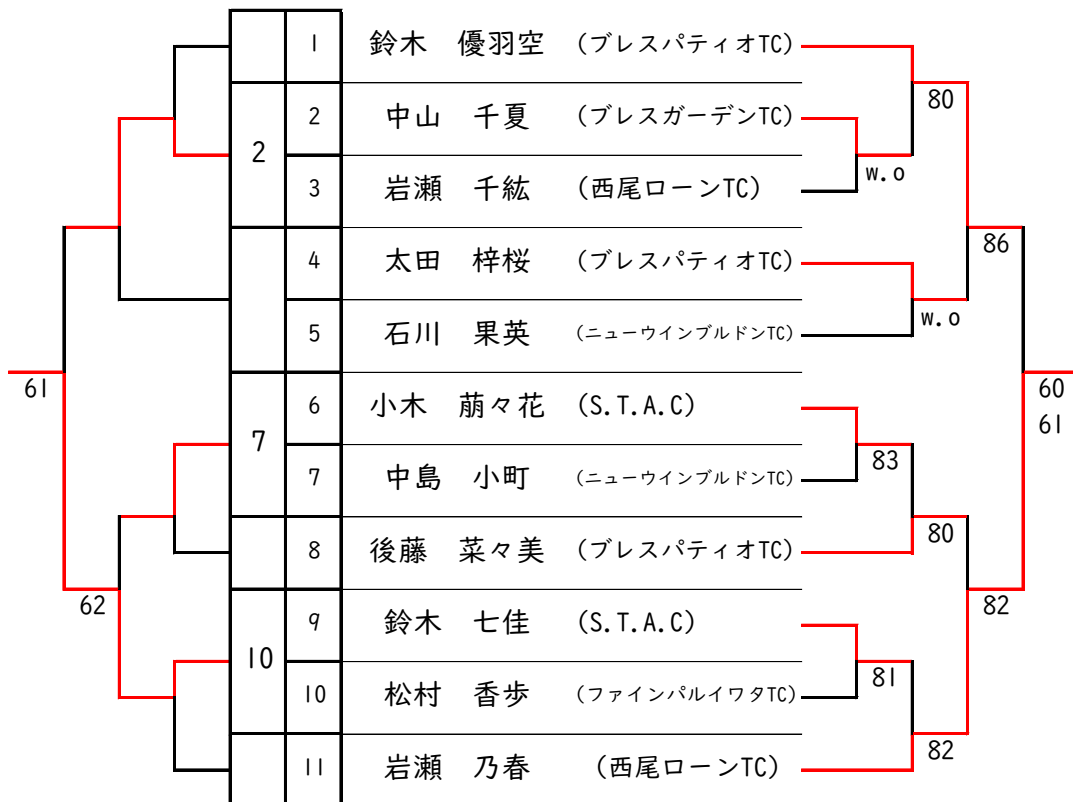 1 鈴木 優羽空 (ブレスパティオTC)
80
2 中山 千夏 (ブレスガーデンTC)
2
w.o
3 岩瀬 千紘 (西尾ローンTC)
86
4 太田 梓桜 (ブレスパティオTC)
w.o
5 石川 果英 (ニューウインブルドンTC)
61
60
61
6 小木 萠々花 (S.T.A.C)
7
83
7 中島 小町 (ニューウインブルドンTC)
80
8 後藤 菜々美 (ブレスパティオTC)
62
82
9 鈴木 七佳 (S.T.A.C)
10
81
10 松村 香歩 (ファインパルイワタTC)
82
11 岩瀬 乃春 (西尾ローンTC)